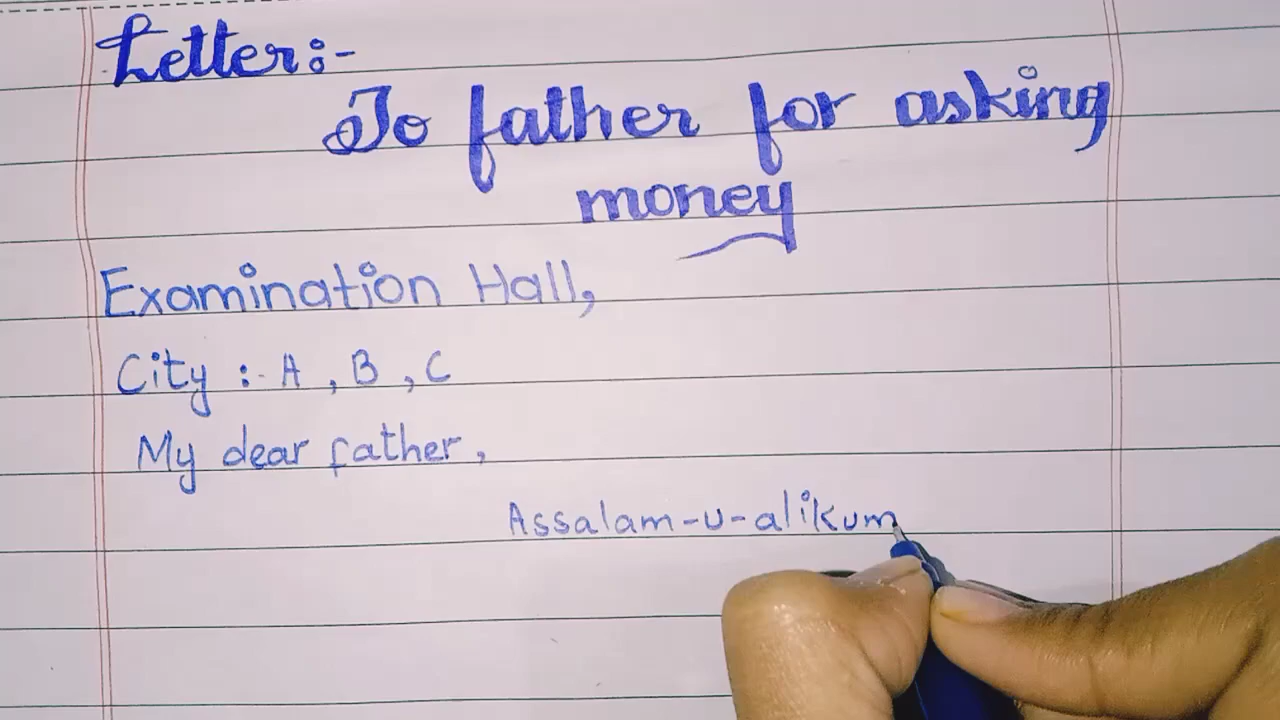 Letter:-
To father for asking
money
Examination Hall,
City :- A , B , C
My dear father,
Assalam-u-alikum